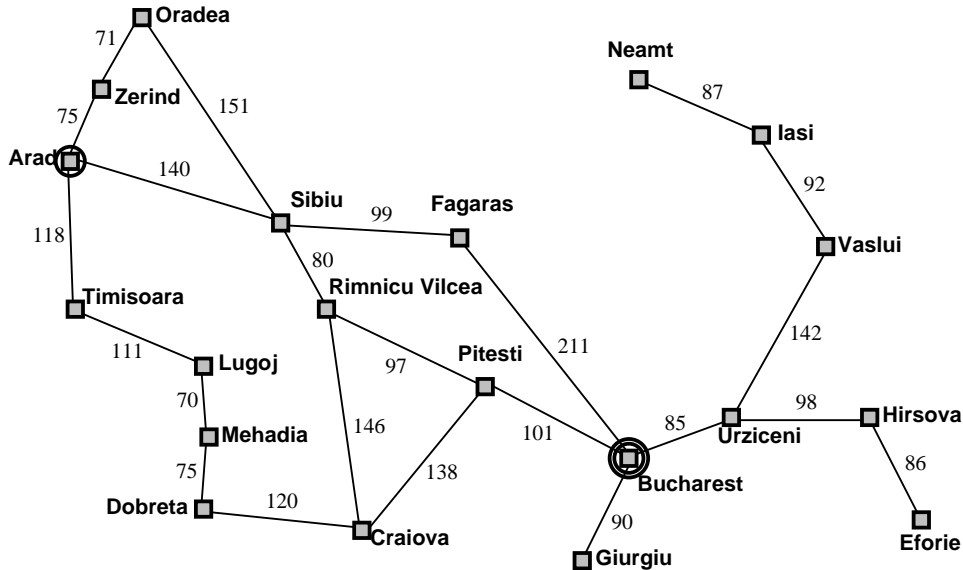 Oradea
71
Neamt
Zerind
87
75
151
Iasi
Arad
140
92
Sibiu
Fagaras
99
118
Vaslui
80
Timisoara
Rimnicu Vilcea
142
111
Pitesti
211
Lugoj
97
70
98
Hirsova
85
Urziceni
146
101
Mehadia
138
86
75
Bucharest
120
90
Dobreta
Craiova
Eforie
Giurgiu